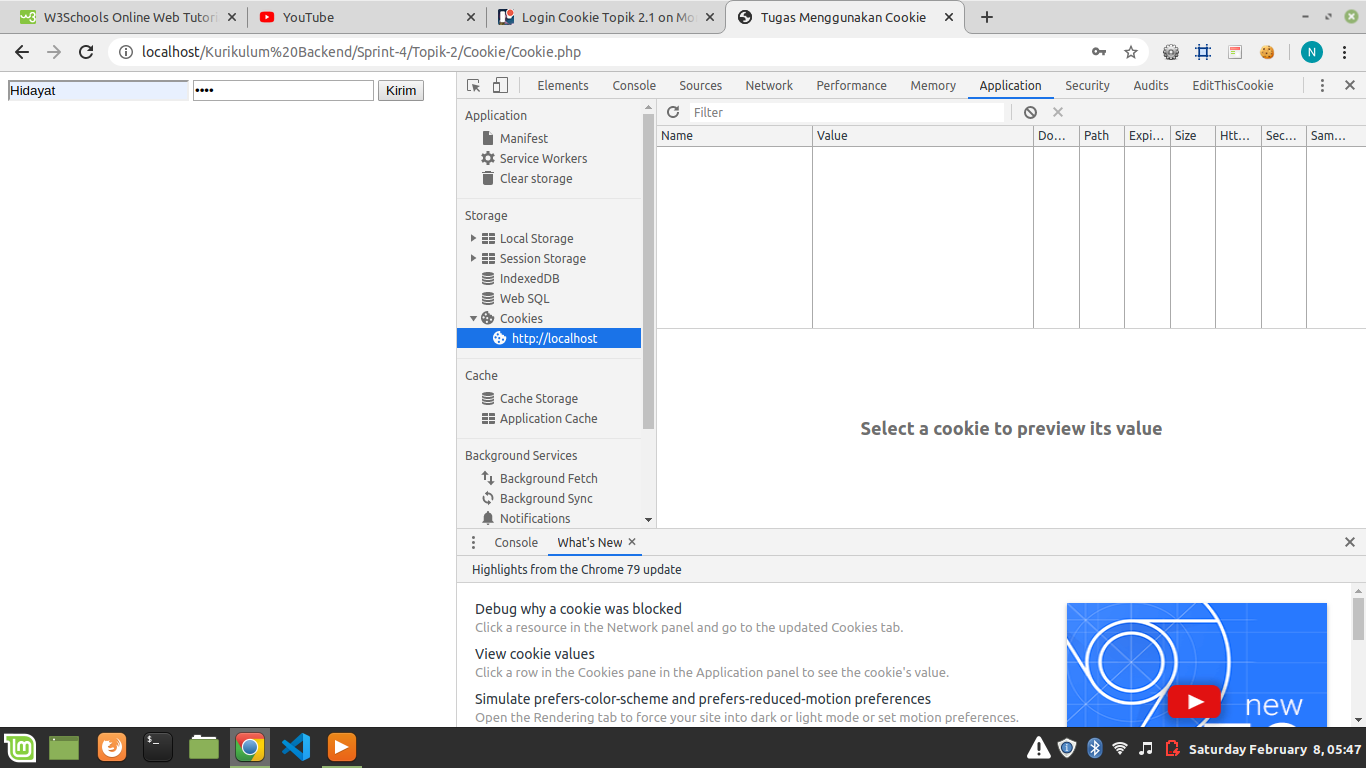 W3Schools Online Web Tutori
YouTube
Login Cookie Topik 2.1 on Mo
Tugas Menggunakan Cookie
localhost/Kurikulum%20Backend/Sprint-4/Topik-2/Cookie/Cookie.php
N
Hidayat
••••
Kirim
Elements
Console
Sources
Network
Performance
Memory
Application
Security
Audits
EditThisCookie
Application
Manifest
Service Workers
Clear storage
Storage
Local Storage
Session Storage
IndexedDB
Web SQL
Cookies
http://localhost
Cache
Cache Storage
Application Cache
Background Services
Background Fetch
Background Sync
Notifications
Filter
Name Value Do... Path Expi... Size Htt... Sec... Sam...
Select a cookie to preview its value
Console
What's New
Highlights from the Chrome 79 update
Debug why a cookie was blocked
Click a resource in the Network panel and go to the updated Cookies tab.
View cookie values
Click a row in the Cookies pane in the Application panel to see the cookie's value.
Simulate prefers-color-scheme and prefers-reduced-motion preferences
Open the Rendering tab to force your site into dark or light mode or set motion preferences.
new
Saturday February 8, 05:47